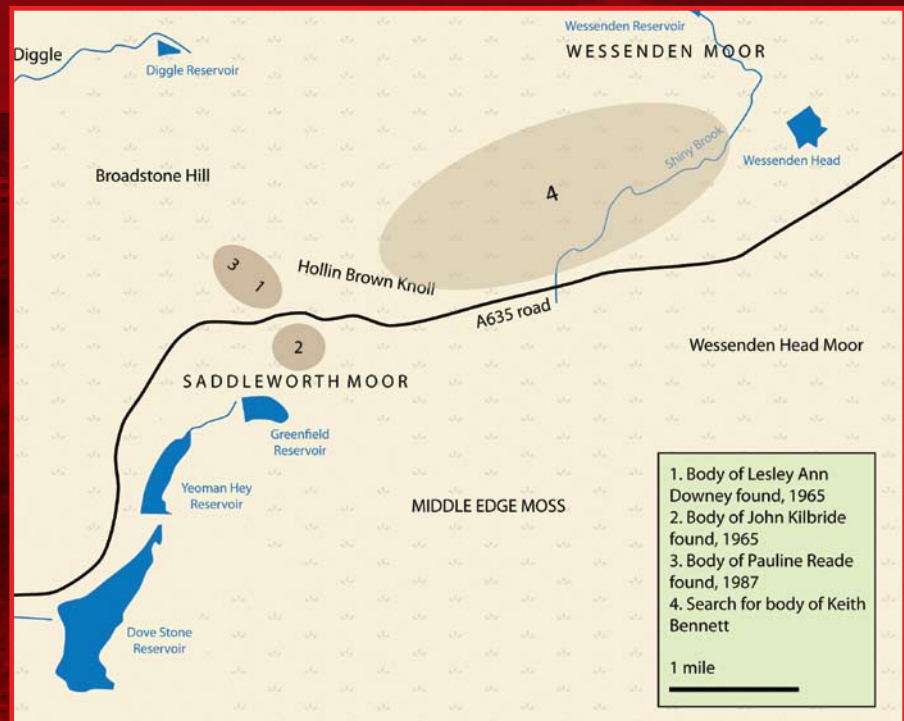 Wessenden Reservoir
WESSENDEN MOOR
Diggle
Diggle Reservoir
Shiny Brook
Wessenden Head
Broadstone Hill
4
3
1
Hollin Brown Knoll
A635 road
2
Wessenden Head Moor
SADDLEWORTH MOOR
Greenfield
Reservoir
Yeoman Hey
Reservoir
MIDDLE EDGE MOSS
Dove Stone
Reservoir
1. Body of Lesley Ann
Downey found, 1965
2. Body of John Kilbride
found, 1965
3. Body of Pauline Reade
found, 1987
4. Search for body of Keith
Bennett
1 mile